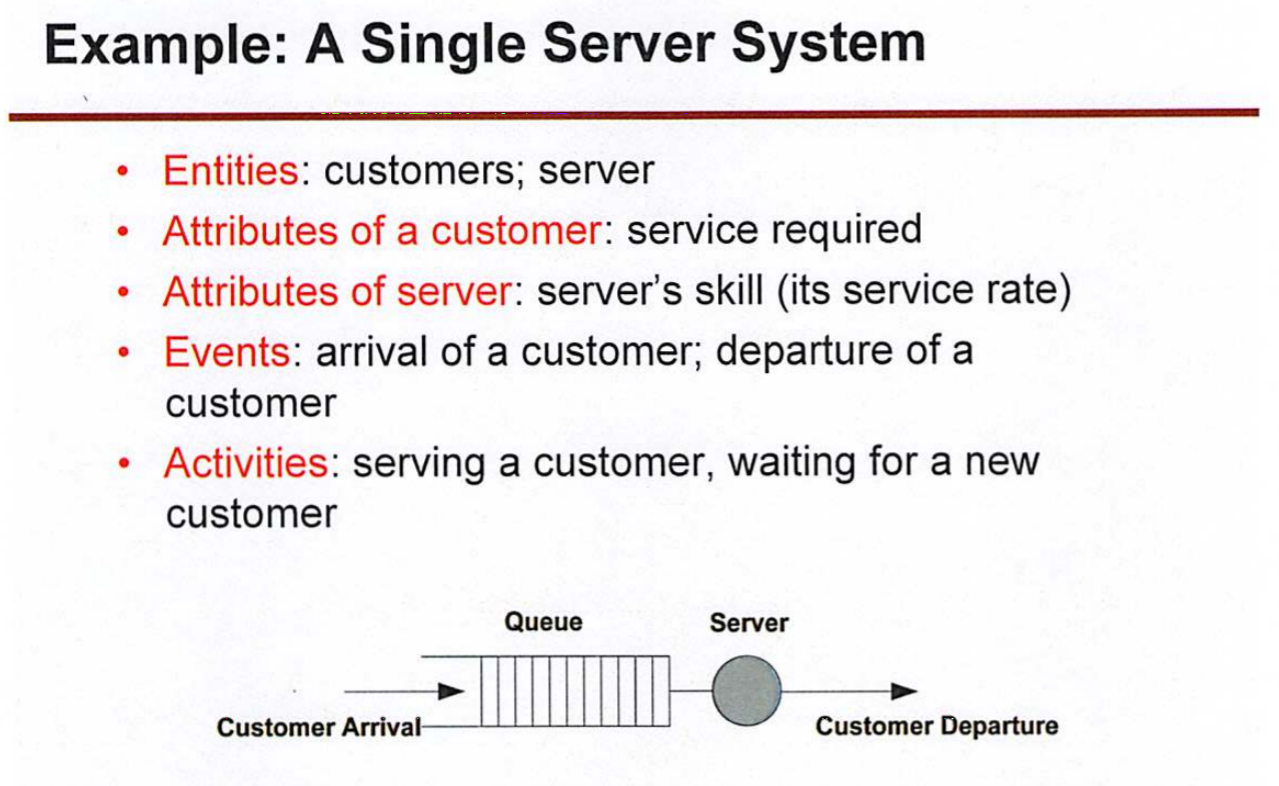 Example: A Single Server System
• Entities: customers; server
• Attributes of a customer: service required
• Attributes of server: server's skill (its service rate)
• Events: arrival of a customer; departure of a
customer
• Activities: serving a customer, waiting for a new
customer
Queue
Server
Customer Arrival
Customer Departure